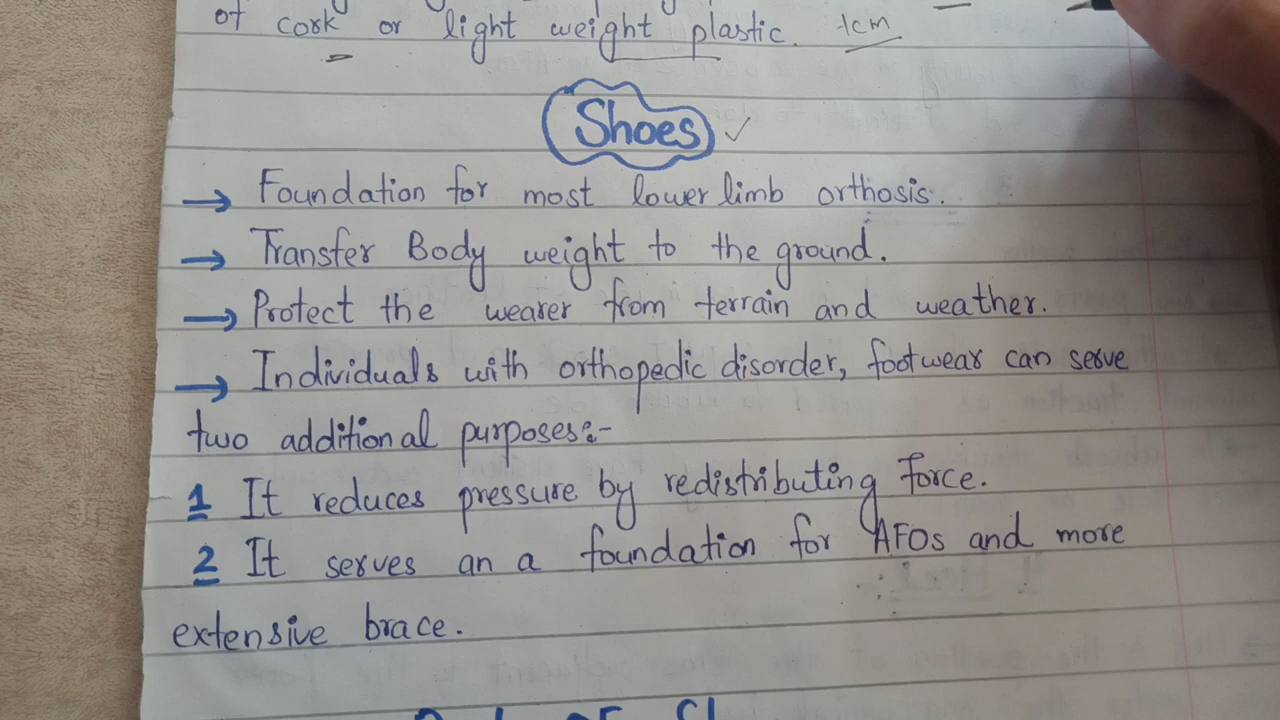 of cork or light weight plastic. 1cm
Shoes
→ Foundation for most lower limb orthosis.
→ Transfer Body weight to the ground.
→ Protect the wearer from terrain and weather.
→ Individuals with orthopedic disorder, footwear can serve
two additional purposes:-
1 It reduces pressure by redistributing force.
2 It serves an a foundation for AFOs and more
extensive brace.